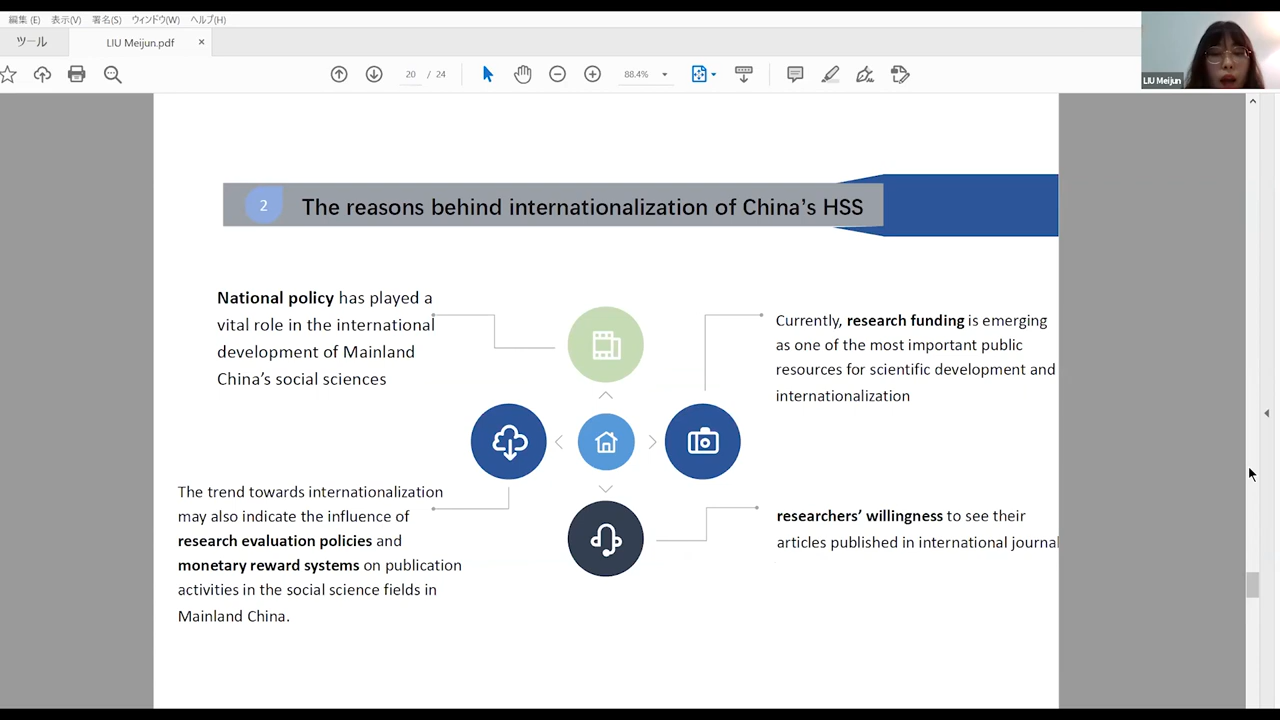 編集 (E) 表示(V) 署名(S) ウィンドウ(W) ヘルプ(H)
ツール
LIU Meijun.pdf ×
20 / 24
88.4%
LIU Meijun
2
The reasons behind internationalization of China's HSS
National policy has played a
vital role in the international
development of Mainland
China's social sciences
Currently, research funding is emerging
as one of the most important public
resources for scientific development and
internationalization
The trend towards internationalization
may also indicate the influence of
research evaluation policies and
monetary reward systems on publication
activities in the social science fields in
Mainland China.
researchers' willingness to see their
articles published in international journal